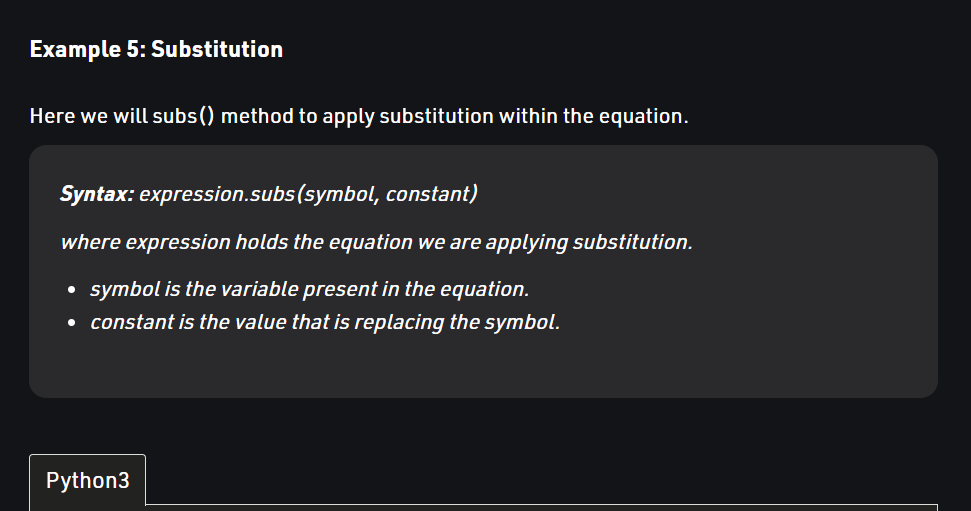 Example 5: Substitution
Here we will subs() method to apply substitution within the equation.
Syntax: expression.subs(symbol, constant)
where expression holds the equation we are applying substitution.
• symbol is the variable present in the equation.
• constant is the value that is replacing the symbol.
Python3